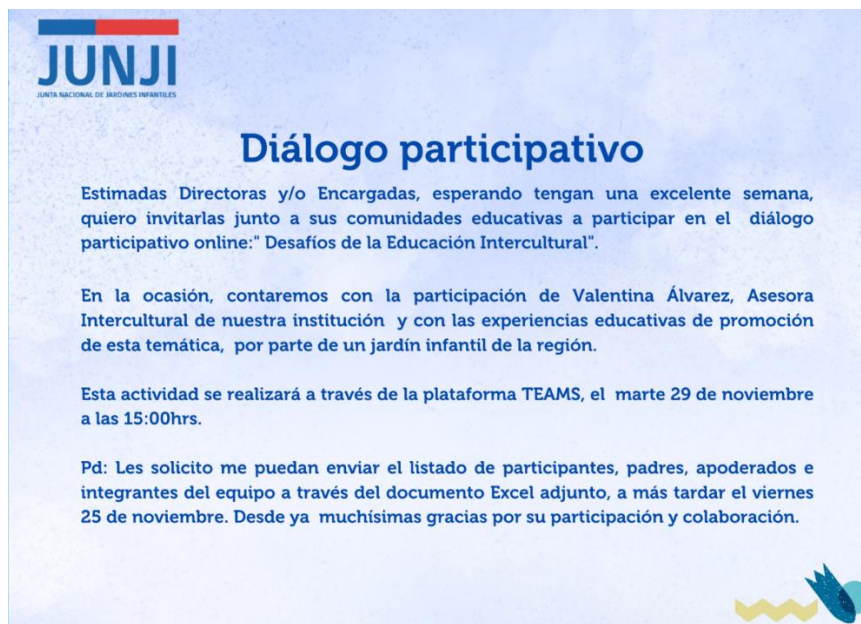 JUNJI
JUNTA NACIONAL DE JARDINES INFANTILES
Diálogo participativo
Estimadas Directoras y/o Encargadas, esperando tengan una excelente semana,
quiero invitarlas junto a sus comunidades educativas a participar en el diálogo
participativo online:" Desafíos de la Educación Intercultural".
En la ocasión, contaremos con la participación de Valentina Álvarez, Asesora
Intercultural de nuestra institución y con las experiencias educativas de promoción
de esta temática, por parte de un jardín infantil de la región.
Esta actividad se realizará a través de la plataforma TEAMS, el marte 29 de noviembre
a las 15:00hrs.
Pd: Les solicito me puedan enviar el listado de participantes, padres, apoderados e
integrantes del equipo a través del documento Excel adjunto, a más tardar el viernes
25 de noviembre. Desde ya muchísimas gracias por su participación y colaboración.